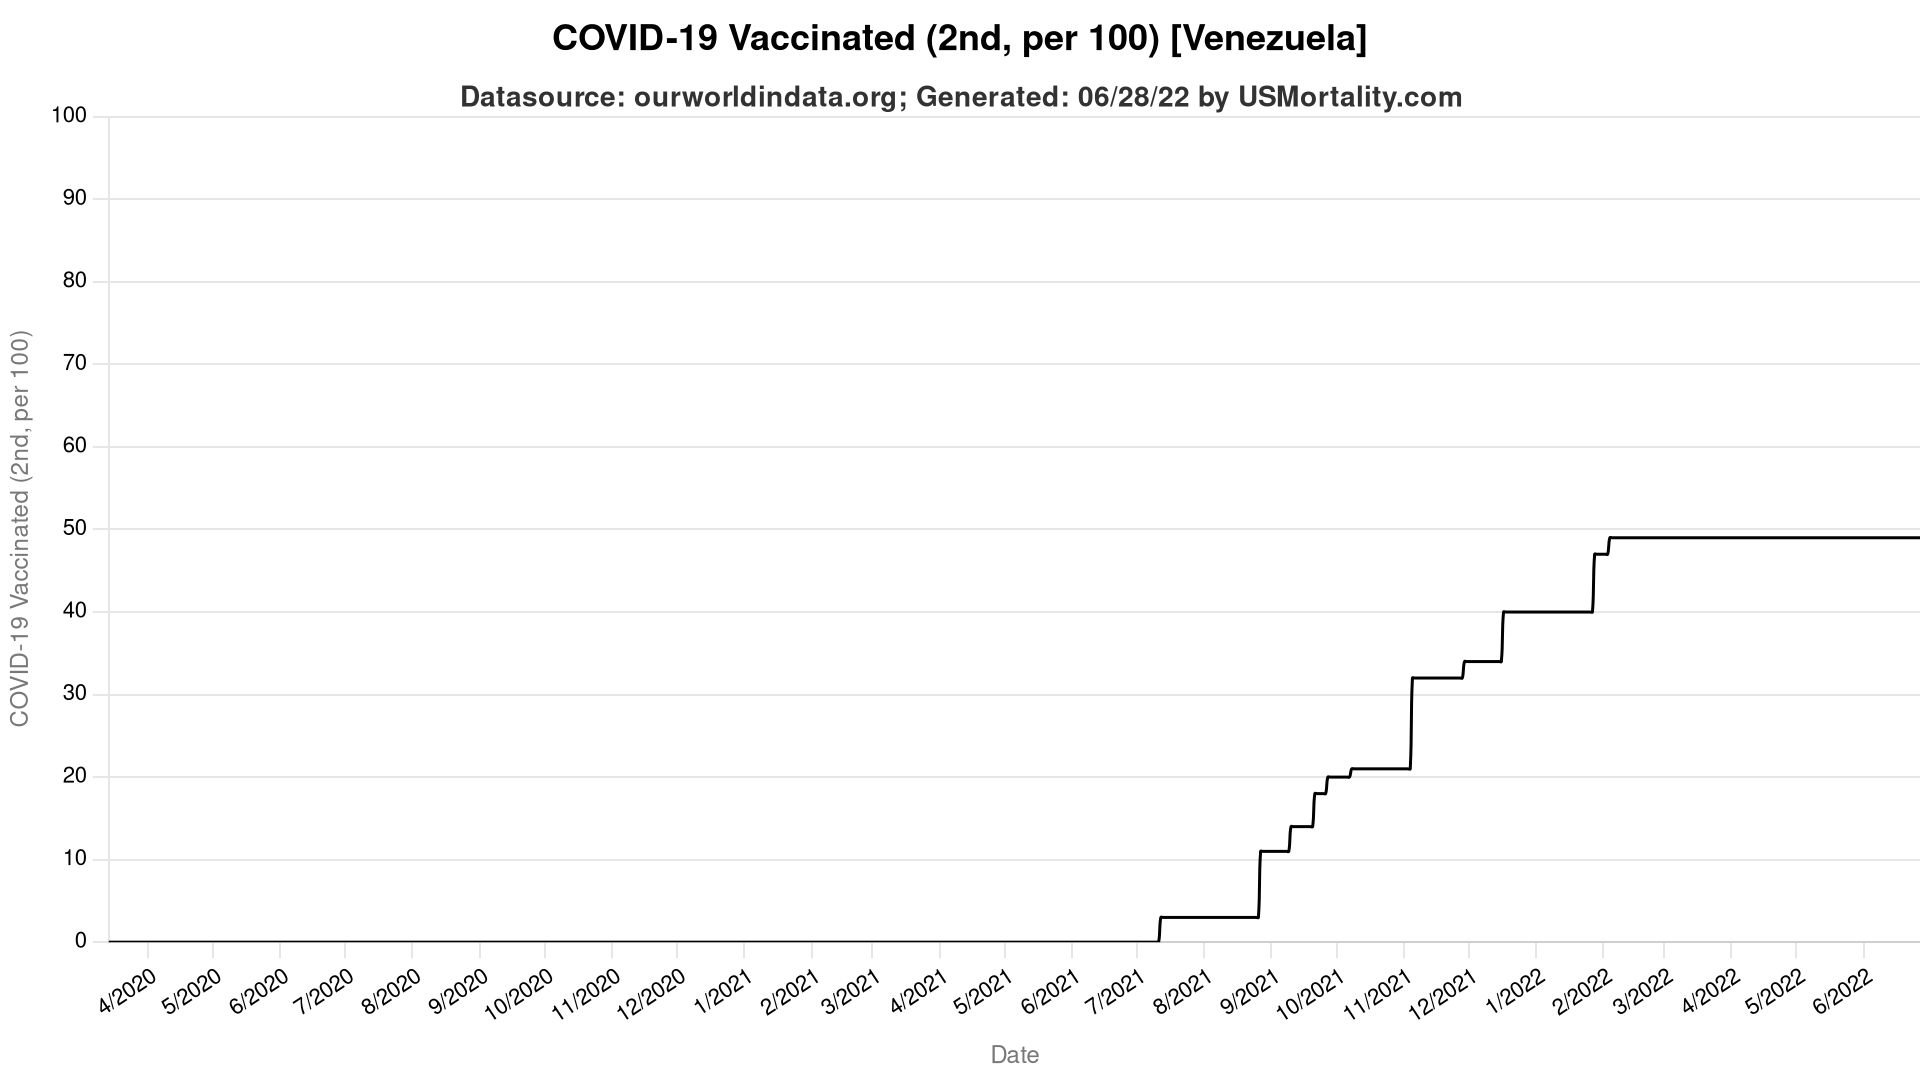 COVID-19 Vaccinated (2nd, per 100) [Venezuela]
Datasource: ourworldindata.org; Generated: 06/28/22 by USMortality.com
COVID-19 Vaccinated (2nd, per 100)
100
90
80
70
60
50
40
30
20
10
0
4/2020 5/2020 6/2020 7/2020 8/2020 9/2020 10/2020 11/2020 12/2020 1/2021 2/2021 3/2021 4/2021 5/2021 6/2021 7/2021 8/2021 9/2021 10/2021 11/2021 12/2021 1/2022 2/2022 3/2022 4/2022 5/2022 6/2022
Date